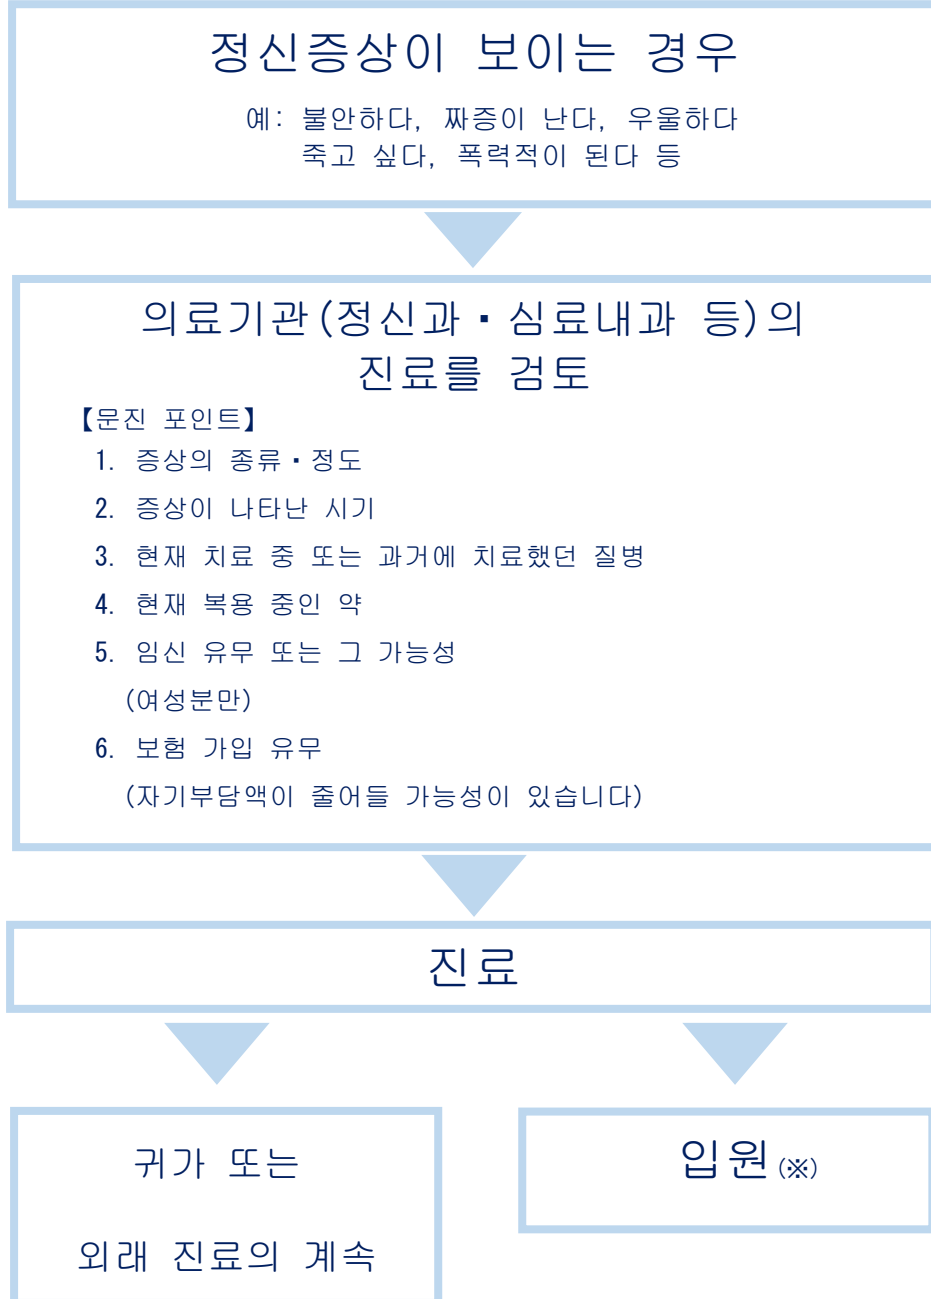 정신증상이 보이는 경우
예: 불안하다, 짜증이 난다, 우울하다
죽고 싶다, 폭력적이 된다 등
의료기관(정신과・심료내과 등)의
진료를 검토
【문진 포인트】
1. 증상의 종류・정도
2. 증상이 나타난 시기
3. 현재 치료 중 또는 과거에 치료했던 질병
4. 현재 복용 중인 약
5. 임신 유무 또는 그 가능성
(여성분만)
6. 보험 가입 유무
(자기부담액이 줄어들 가능성이 있습니다)
진료
귀가 또는
외래 진료의 계속
입원(※)